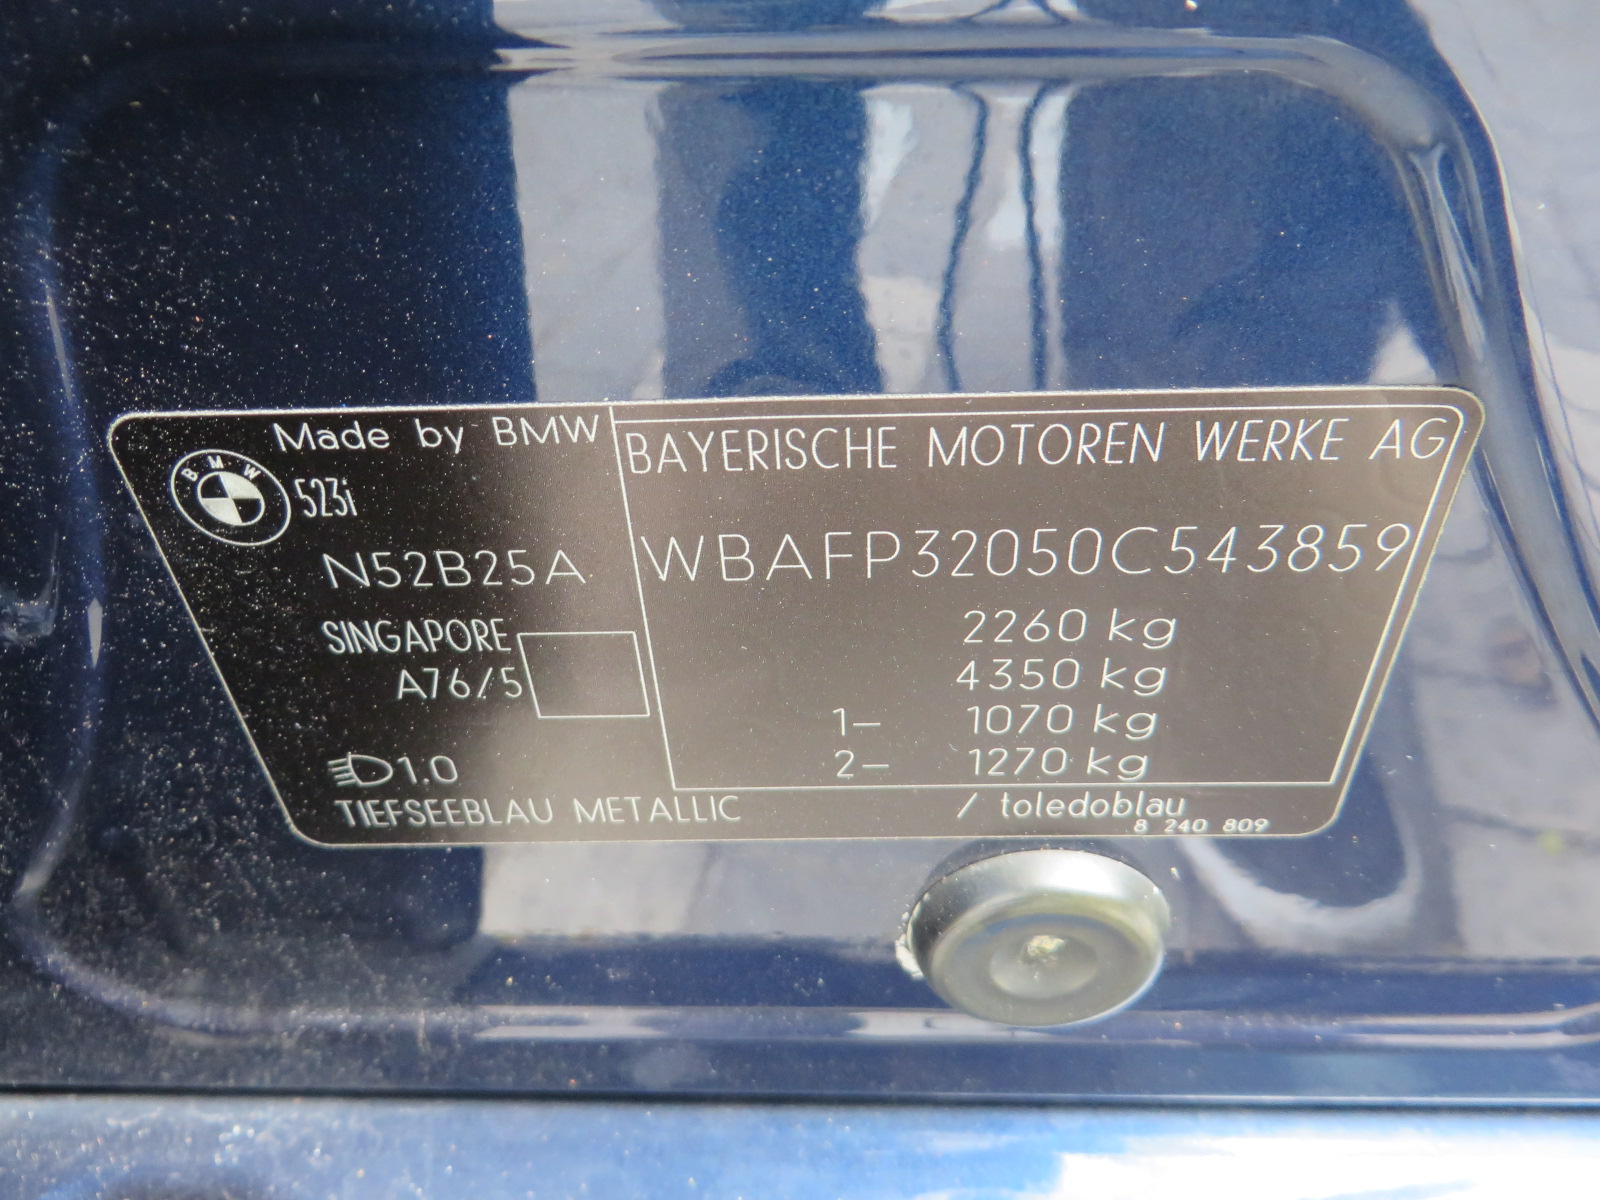 Made by BMW
BMW
523i
N52B25A
SINGAPORE
A76/5
1.0
TIEFSEEBLAU METALLIC / toledoblau
8 240 809
BAYERISCHE MOTOREN WERKE AG
WBAFP32050C543859
2260 kg
4350 kg
1– 1070 kg
2– 1270 kg